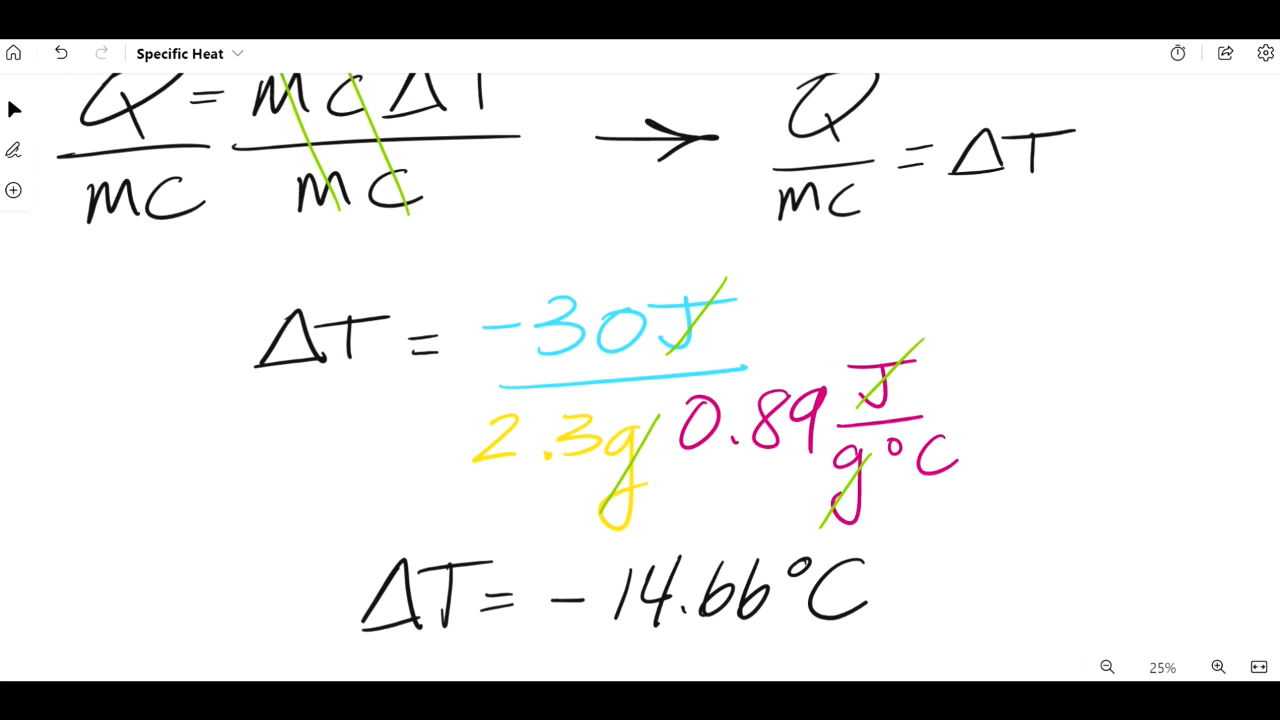 Specific Heat
Q = mCΔT → Q
mC mC mC = ΔT
ΔT = -30J
2.3g 0.89 J
g°C
ΔT = -14.66°C
25%